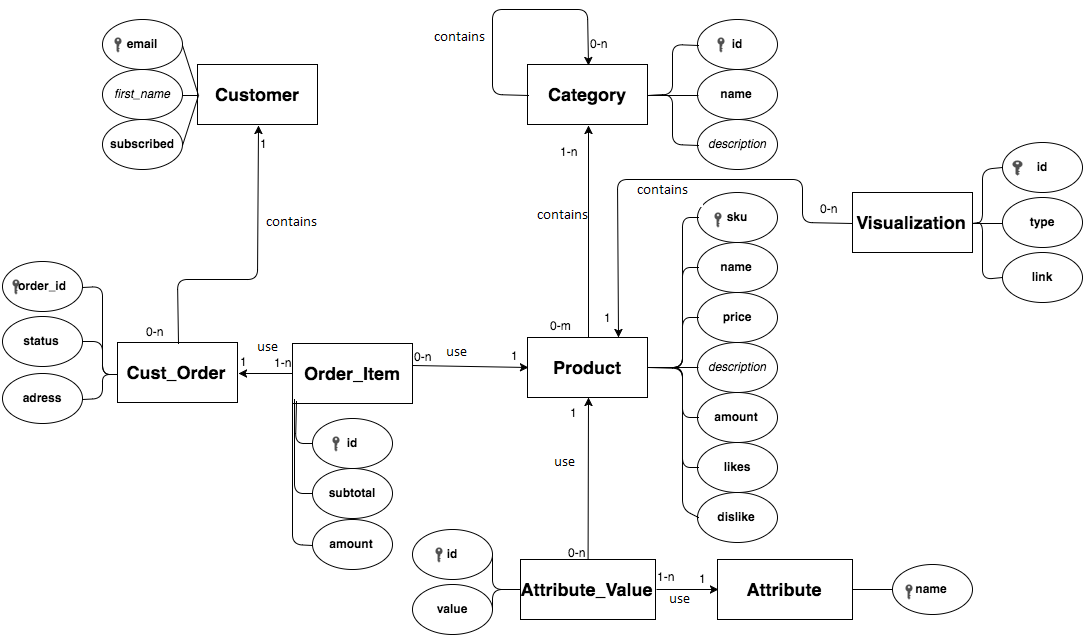 contains
0-n
email
id
first_name
Customer
Category
name
subscribed
description
1
1-n
id
contains
contains
contains
0-n
sku
Visualization
type
name
link
order_id
price
1
0-n
0-m
status
use
use
description
Cust_Order
1
1-n
Order_Item
0-n
1
Product
adress
amount
1
id
use
likes
subtotal
dislike
amount
id
0-n
1-n
1
Attribute_Value
Attribute
name
use
value